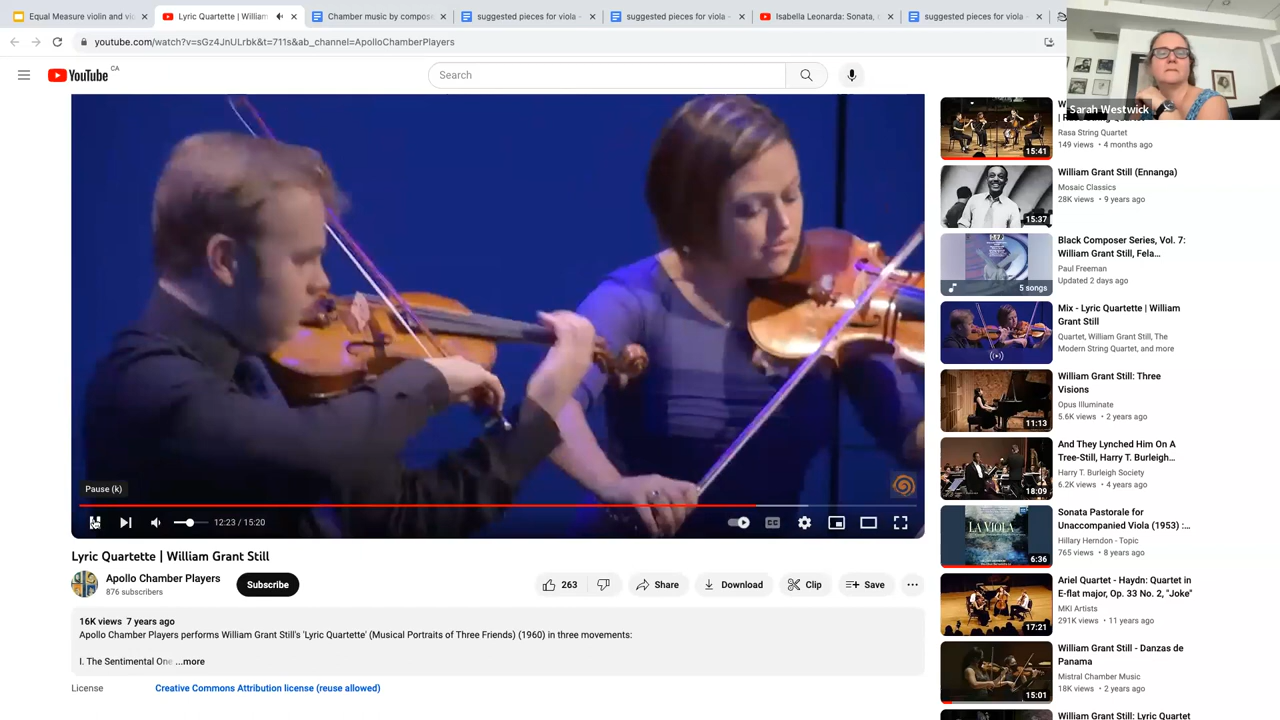 Equal Measure violin and vio
Lyric Quartette | William
Chamber music by compose
suggested pieces for viola -
suggested pieces for viola -
Isabella Leonarda: Sonata,
suggested pieces for viola -
youtube.com/watch?v=sGz4JnULrbk&t=711s&ab_channel=ApolloChamberPlayers
YouTube CA
Search
Sarah Westwick
Pause (k)
12:23 / 15:20
CC
Lyric Quartette | William Grant Still
Apollo Chamber Players
876 subscribers
Subscribe
263
Share
Download
Clip
Save
16K views 7 years ago
Apollo Chamber Players performs William Grant Still's 'Lyric Quartette' (Musical Portraits of Three Friends) (1960) in three movements:
I. The Sentimental One ...more
License
Creative Commons Attribution license (reuse allowed)
15:41
Rasa String Quartet
149 views • 4 months ago
15:37
William Grant Still (Ennanga)
Mosaic Classics
28K views • 9 years ago
5 songs
Black Composer Series, Vol. 7:
William Grant Still, Fela...
Paul Freeman
Updated 2 days ago
Mix - Lyric Quartette | William
Grant Still
Quartet, William Grant Still, The
Modern String Quartet, and more
11:13
William Grant Still: Three
Visions
Opus Illuminate
5.6K views • 2 years ago
18:09
And They Lynched Him On A
Tree-Still, Harry T. Burleigh...
Harry T. Burleigh Society
6.2K views • 4 years ago
LA VIOLA
6:36
Sonata Pastorale for
Unaccompanied Viola (1953) :...
Hillary Herndon - Topic
765 views • 8 years ago
17:21
Ariel Quartet - Haydn: Quartet in
E-flat major, Op. 33 No. 2, "Joke"
MKI Artists
291K views • 11 years ago
15:01
William Grant Still - Danzas de
Panama
Mistral Chamber Music
18K views • 2 years ago
William Grant Still: Lyric Quartet